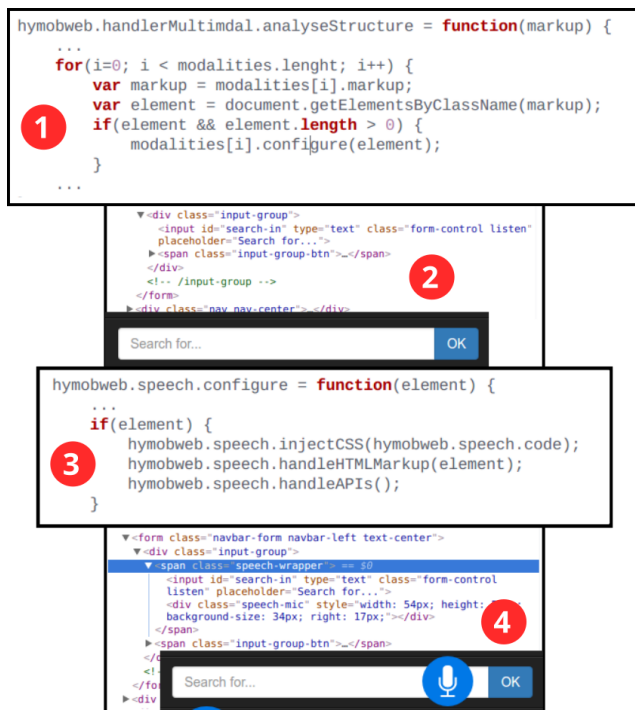 hymobweb.handlerMultimdal.analyseStructure = function(markup) {
...
for(i=0; i < modalities.lenght; i++) {
var markup = modalities[i].markup;
var element = document.getElementsByClassName(markup);
if(element && element.length > 0) {
modalities[i].configure(element);
}
...
1
▼<div class="input-group">
<input id="search-in" type="text" class="form-control listen"
placeholder="Search for...">
▶<span class="input-group-btn">…</span>
</div>
<!-- /input-group -->
</form>
▶<div class="nav nav-center">…</div>
2
Search for... OK
hymobweb.speech.configure = function(element) {
...
if(element) {
hymobweb.speech.injectCSS(hymobweb.speech.code);
hymobweb.speech.handleHTMLMarkup(element);
hymobweb.speech.handleAPIs();
}
3
▼<form class="navbar-form navbar-left text-center">
▼<div class="input-group">
▼<span class="speech-wrapper"> == $0
<input id="search-in" type="text" class="form-control
listen" placeholder="Search for...">
<div class="speech-mic" style="width: 54px; height:
background-size: 34px; right: 17px;"></div>
</span>
▶<span class="input-group-btn">…</span>
4
</
<!-
</fo
▶<div
Search for... OK